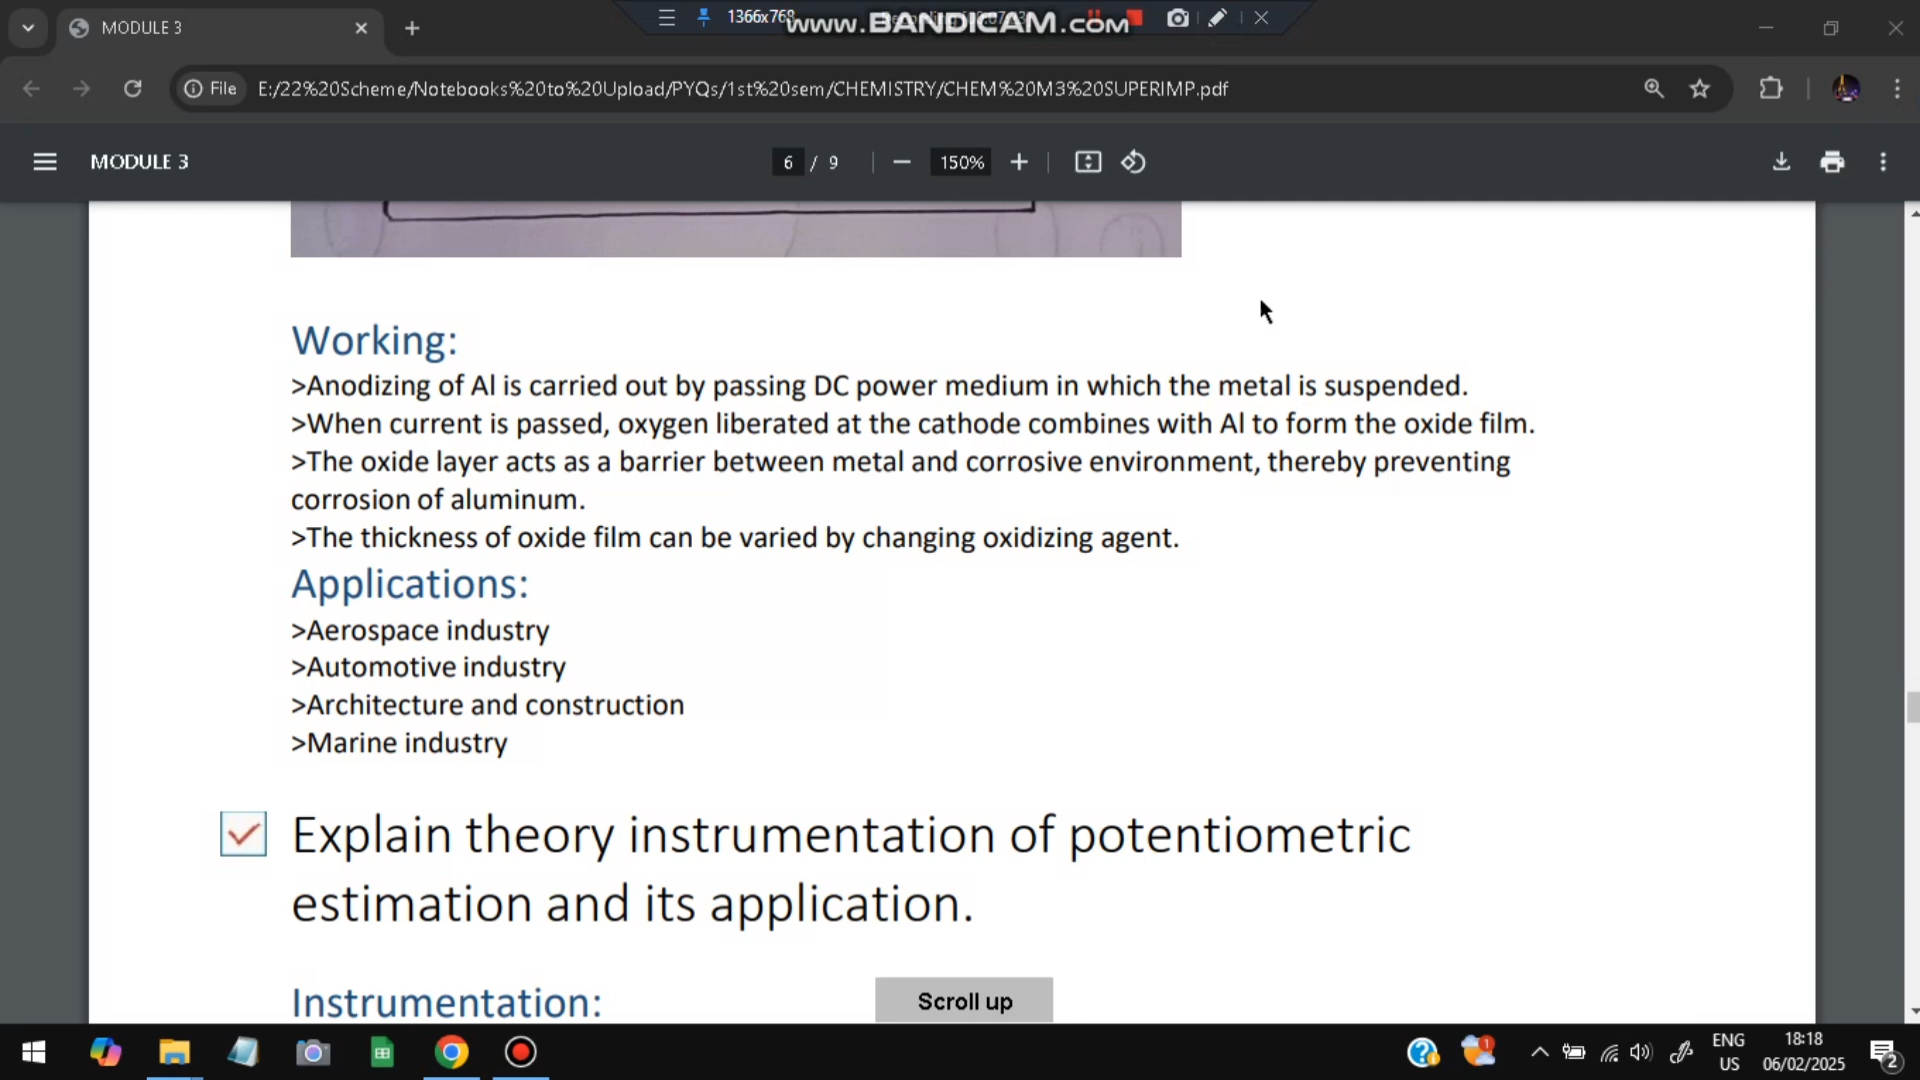 MODULE 3
1366x768
www.BANDICAM.com
File
E:/22%20Scheme/Notebooks%20to%20Upload/PYQs/1st%20sem/CHEMISTRY/CHEM%20M3%20SUPERIMP.pdf
MODULE 3
6 / 9
150%
Working:
>Anodizing of Al is carried out by passing DC power medium in which the metal is suspended.
>When current is passed, oxygen liberated at the cathode combines with Al to form the oxide film.
>The oxide layer acts as a barrier between metal and corrosive environment, thereby preventing
corrosion of aluminum.
>The thickness of oxide film can be varied by changing oxidizing agent.
Applications:
>Aerospace industry
>Automotive industry
>Architecture and construction
>Marine industry
Explain theory instrumentation of potentiometric
estimation and its application.
Instrumentation:
Scroll up
1
ENG
US
18:18
06/02/2025
2